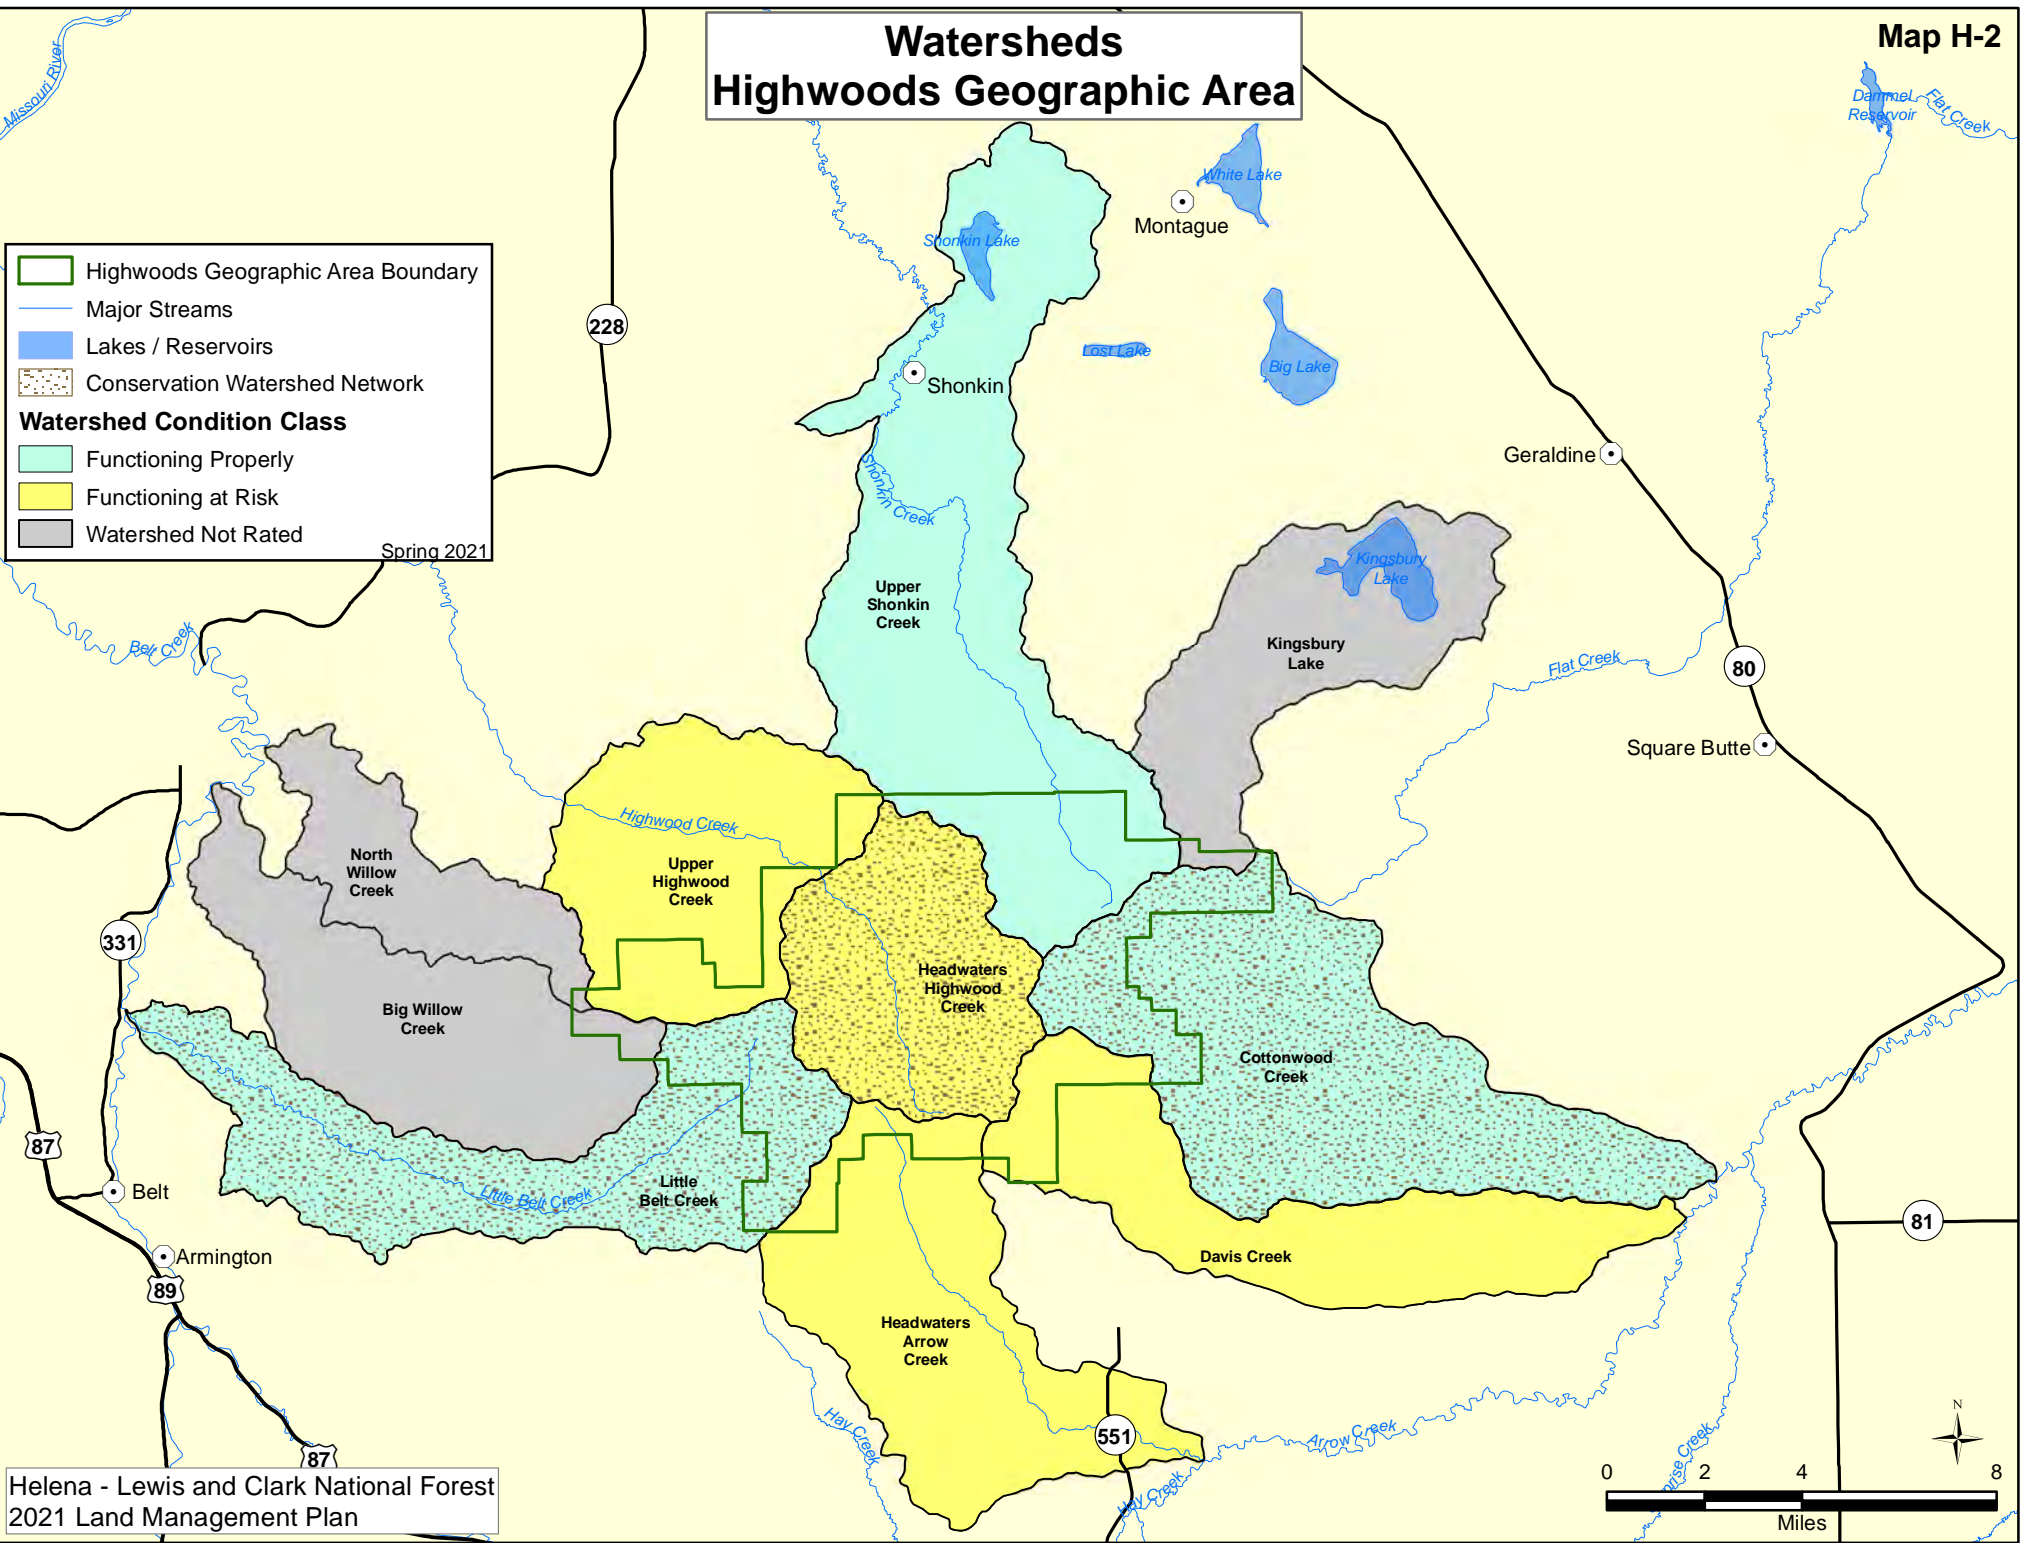 Watersheds
Highwoods Geographic Area
Map H-2
Missouri River
Dammel
Reservoir
Flat Creek
White Lake
Montague
Shonkin Lake
Highwoods Geographic Area Boundary
Major Streams
Lakes / Reservoirs
Conservation Watershed Network
Watershed Condition Class
Functioning Properly
Functioning at Risk
Watershed Not Rated
Spring 2021
228
Lost Lake
Big Lake
Shonkin
Geraldine
Shonkin Creek
Kingsbury
Lake
Upper
Shonkin
Creek
Belt Creek
Kingsbury
Lake
Flat Creek
80
Square Butte
Highwood Creek
North
Willow
Creek
Upper
Highwood
Creek
331
Headwaters
Highwood
Creek
Big Willow
Creek
Cottonwood
Creek
87
Belt
Little Belt Creek
Little
Belt Creek
81
Armington
Davis Creek
89
Headwaters
Arrow
Creek
Hay Creek
551
Arrow Creek
87
Hay Creek
prise Creek
N
0 2 4 8
Miles
Helena - Lewis and Clark National Forest
2021 Land Management Plan